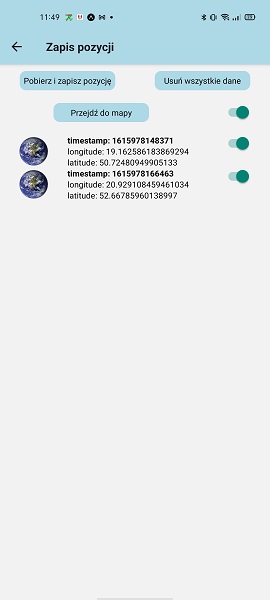 11:49
Zapis pozycji
Pobierz i zapisz pozycję
Usuń wszystkie dane
Przejdź do mapy
timestamp: 1615978148371
longitude: 19.162586183869294
latitude: 50.72480949905133
timestamp: 1615978166463
longitude: 20.929108459461034
latitude: 52.66785960138997